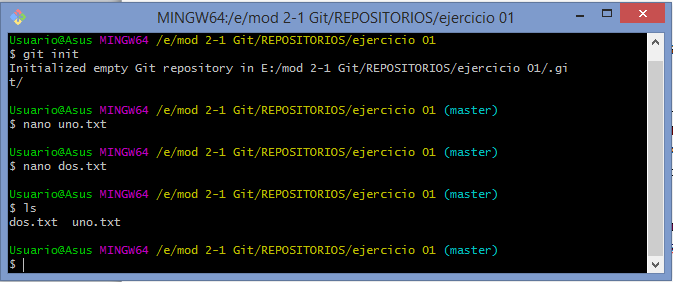 MINGW64:/e/mod 2-1 Git/REPOSITORIOS/ejercicio 01
Usuario@Asus MINGW64 /e/mod 2-1 Git/REPOSITORIOS/ejercicio 01
$ git init
Initialized empty Git repository in E:/mod 2-1 Git/REPOSITORIOS/ejercicio 01/.gi
t/
Usuario@Asus MINGW64 /e/mod 2-1 Git/REPOSITORIOS/ejercicio 01 (master)
$ nano uno.txt
Usuario@Asus MINGW64 /e/mod 2-1 Git/REPOSITORIOS/ejercicio 01 (master)
$ nano dos.txt
Usuario@Asus MINGW64 /e/mod 2-1 Git/REPOSITORIOS/ejercicio 01 (master)
$ ls
dos.txt  uno.txt
Usuario@Asus MINGW64 /e/mod 2-1 Git/REPOSITORIOS/ejercicio 01 (master)
$